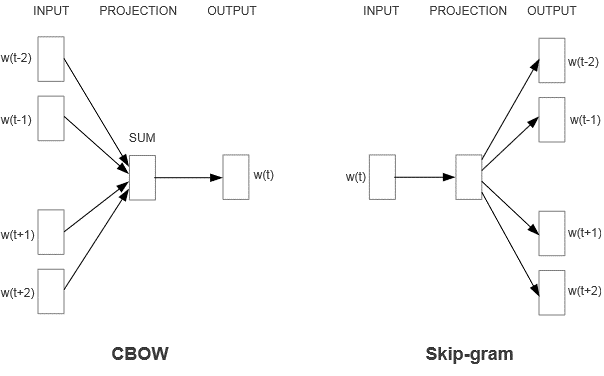 INPUT PROJECTION OUTPUT
w(t-2)
w(t-1)
SUM
w(t)
w(t+1)
w(t+2)
CBOW
INPUT PROJECTION OUTPUT
w(t-2)
w(t-1)
w(t)
w(t+1)
w(t+2)
Skip-gram